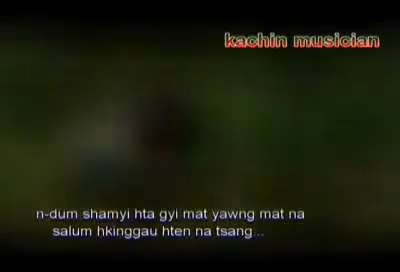 kachin musician
n-dum shamyi hta gyi mat yawng mat na
salum hkinggau hten na tsang...